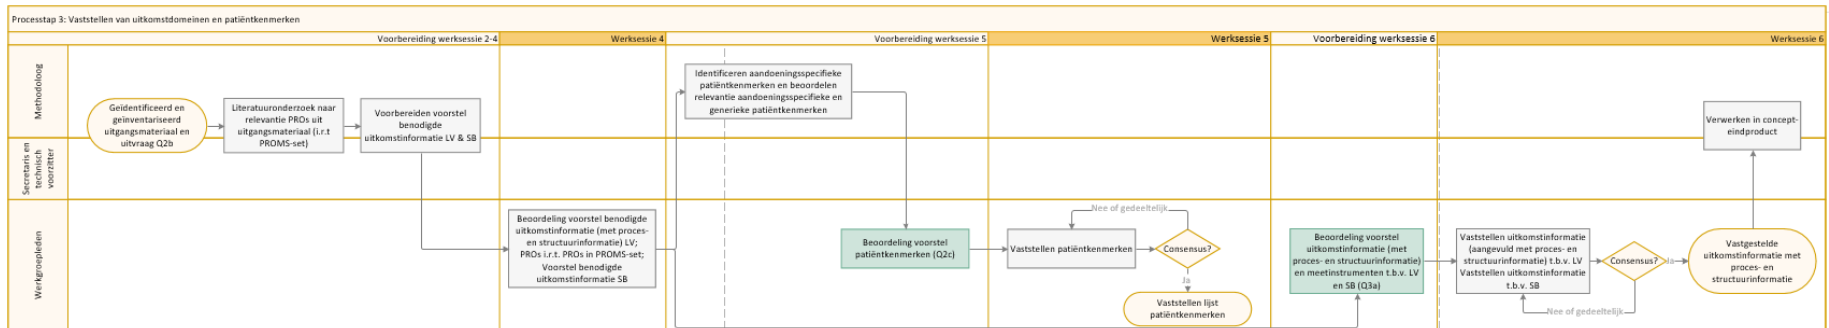 Processtap 3: Vaststellen van uitkomstdomeinen en patiëntkenmerken
Voorbereiding werksessie 2-4
Werksessie 4
Voorbereiding werksessie 5
Werksessie 5
Voorbereiding werksessie 6
Werksessie 6
Methodoloog
Geïdentificeerd en
geïnventariseerd
uitgangsmateriaal en
uitvraag Q2b
Literatuuronderzoek naar
relevantie PROs uit
uitgangsmateriaal (i.r.t
PROMS-set)
Voorbereiden voorstel
benodigde
uitkomstinformatie LV & SB
Identificeren aandoeningsspecifieke
patiëntkenmerken en beoordelen
relevantie aandoeningsspecifieke en
generieke patiëntkenmerken
Verwerken in concept-
eindproduct
Secretaris en
technisch
voorzitter
Werkgroepleden
Beoordeling voorstel benodigde
uitkomstinformatie (met proces-
en structuurinformatie) LV;
PROs i.r.t. PROs in PROMS-set;
Voorstel benodigde
uitkomstinformatie SB
Beoordeling voorstel
patiëntkenmerken (Q2c)
Vaststellen patiëntkenmerken
Nee of gedeeltelijk
Consensus?
Ja
Vaststellen lijst
patiëntkenmerken
Beoordeling voorstel
uitkomstinformatie (met
proces- en structuurinformatie)
en meetinstrumenten t.b.v. LV
en SB (Q3a)
Vaststellen uitkomstinformatie
(aangevuld met proces- en
structuurinformatie) t.b.v. LV
Vaststellen uitkomstinformatie
t.b.v. SB
Consensus?
Ja
Nee of gedeeltelijk
Vastgestelde
uitkomstinformatie met
proces- en
structuurinformatie